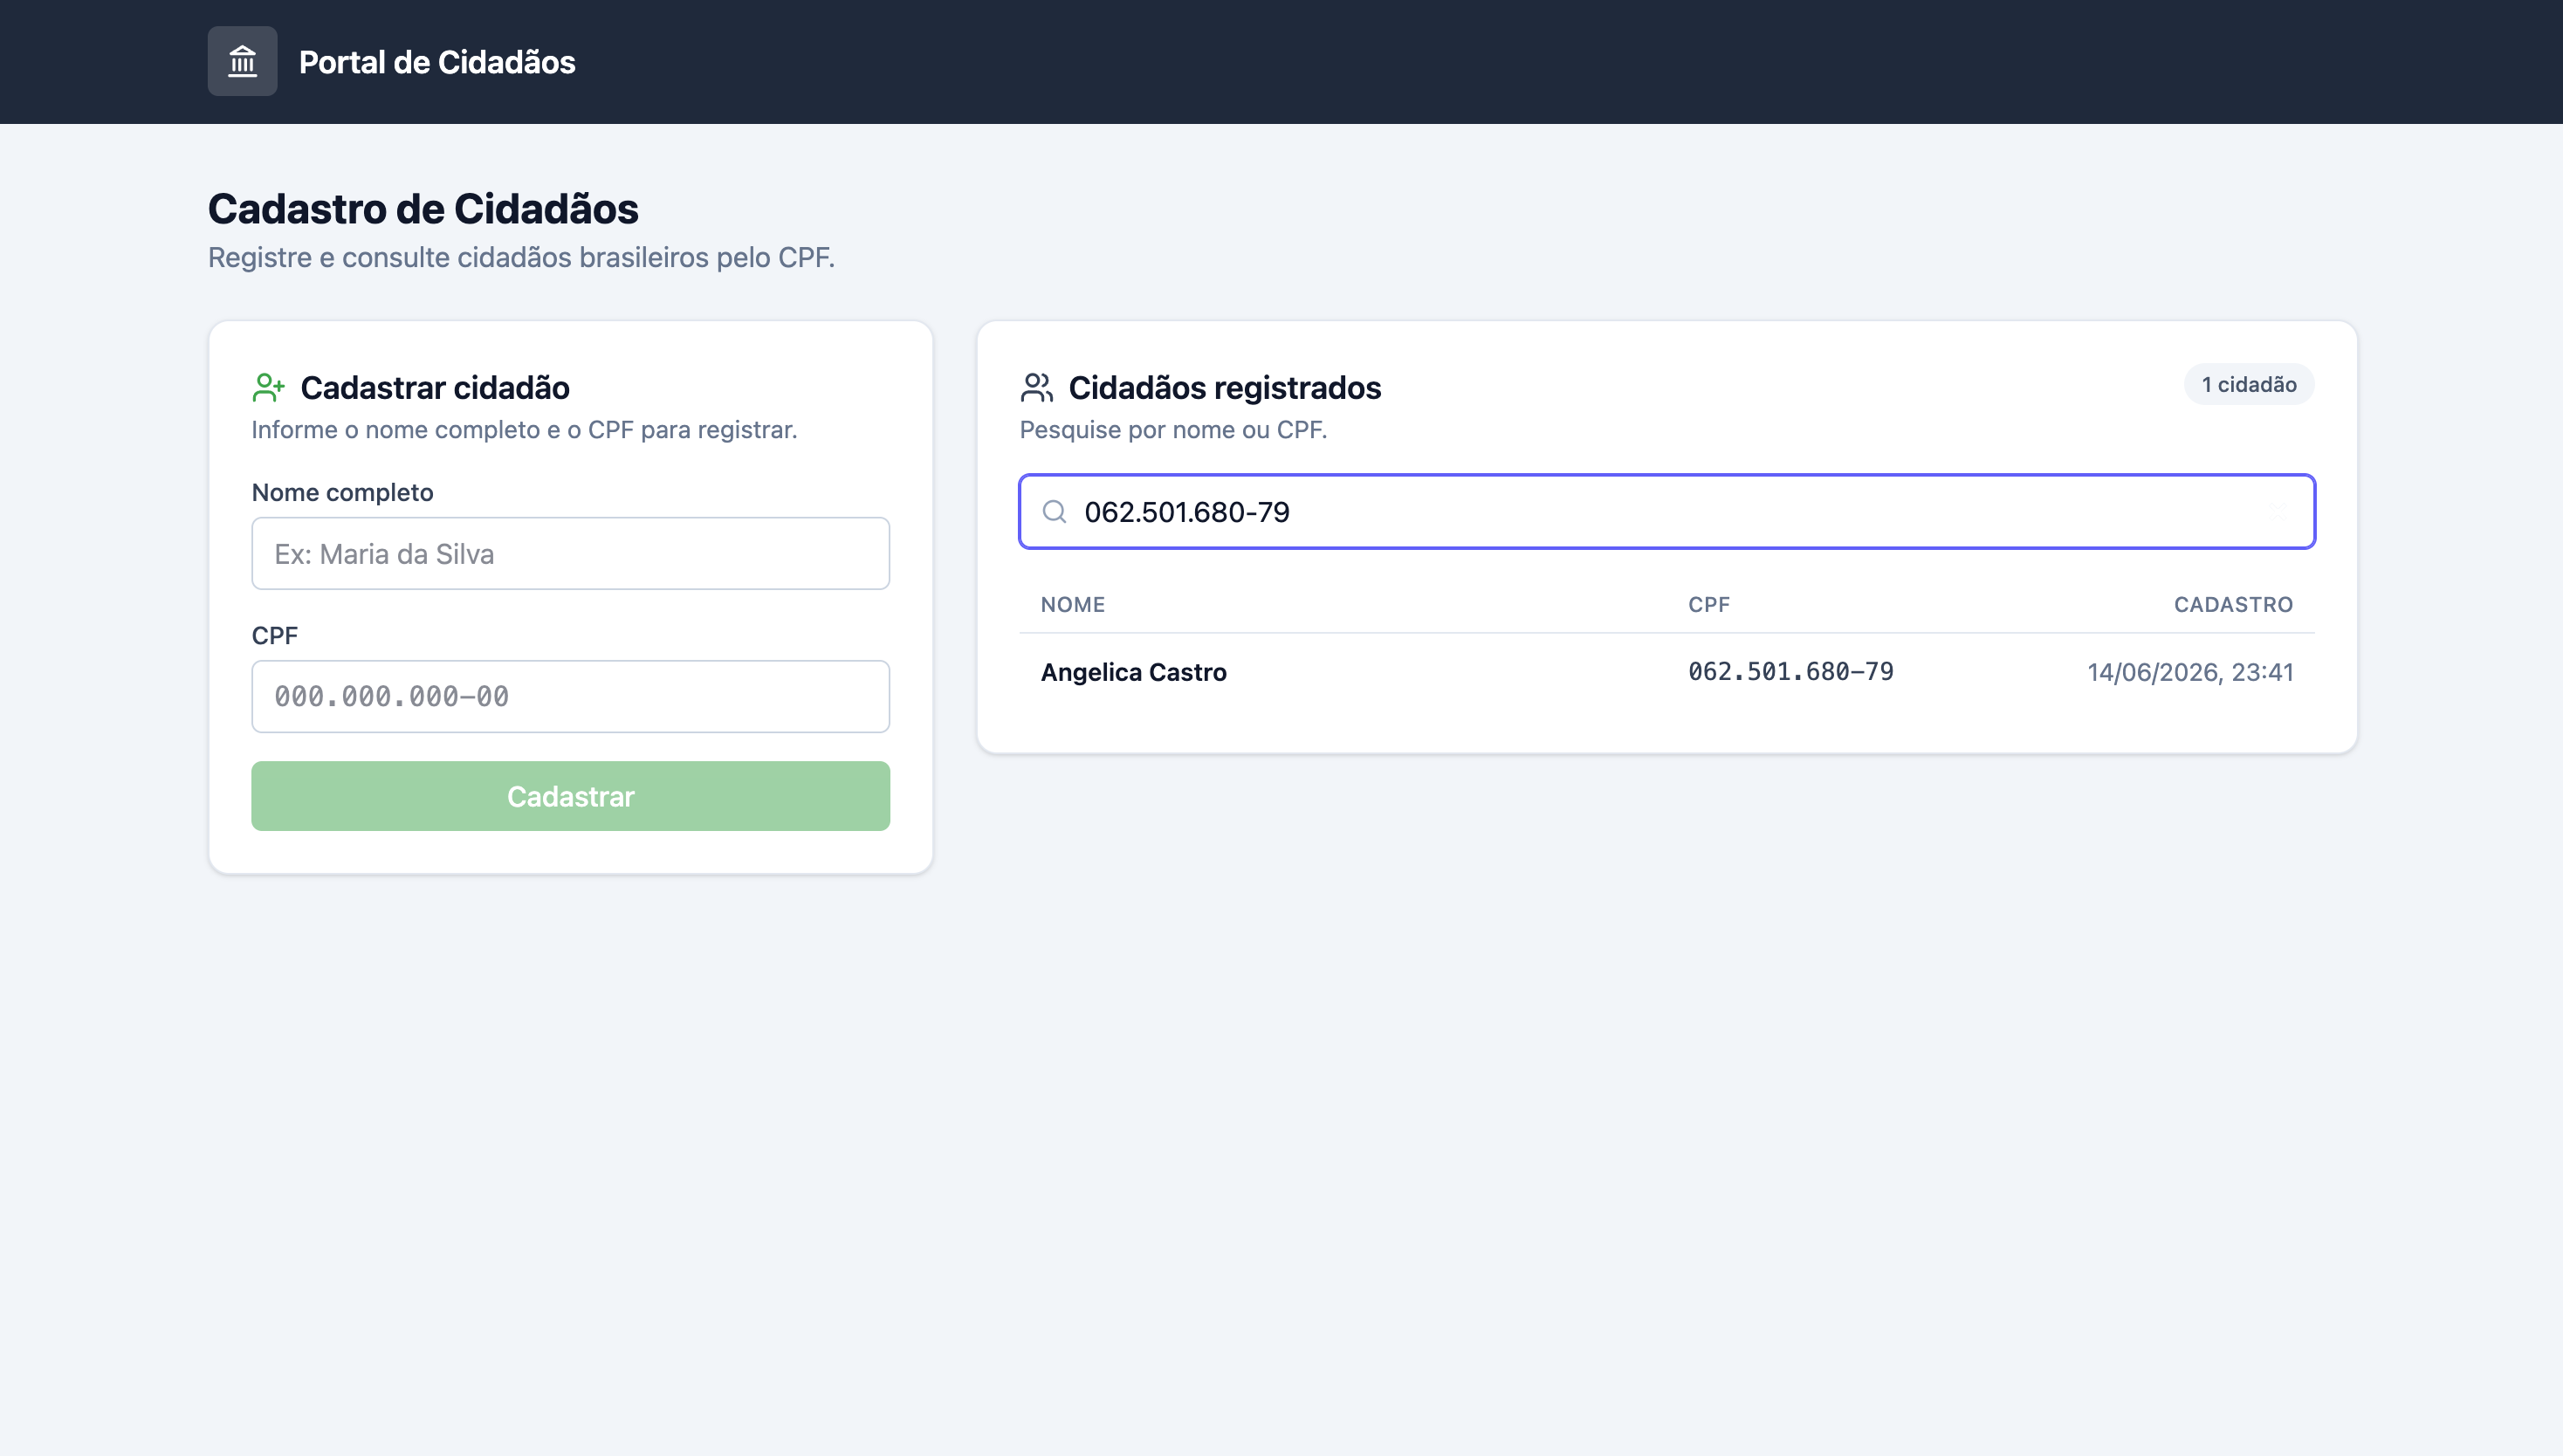 Portal de Cidadãos
Cadastro de Cidadãos
Registre e consulte cidadãos brasileiros pelo CPF.
Cadastrar cidadão
Informe o nome completo e o CPF para registrar.
Nome completo
Ex: Maria da Silva
CPF
000.000.000-00
Cadastrar
Cidadãos registrados
1 cidadão
Pesquise por nome ou CPF.
062.501.680-79
NOME CPF CADASTRO
Angelica Castro 062.501.680-79 14/06/2026, 23:41